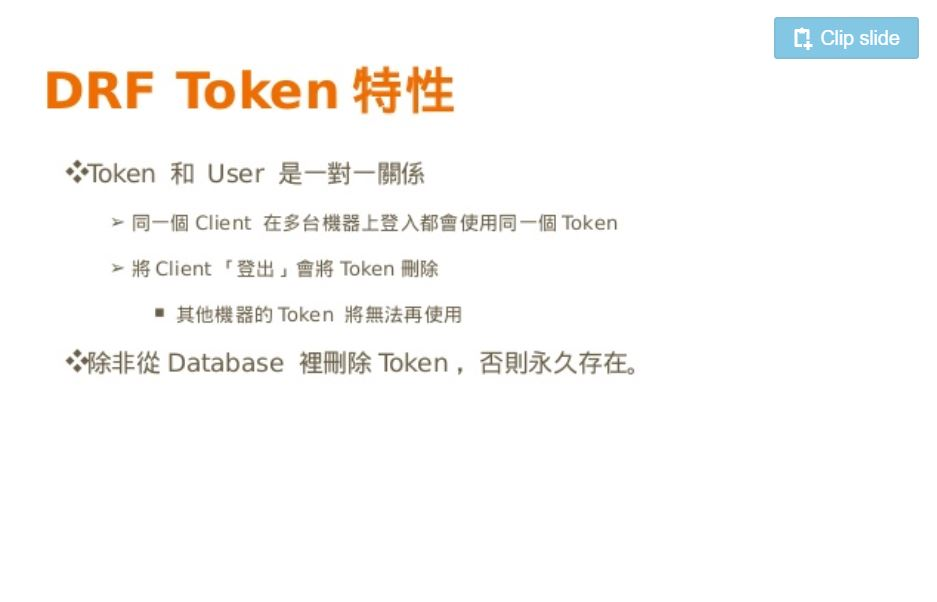 Clip slide
DRF Token 特性
❖Token 和 User 是一對一關係
➢ 同一個 Client 在多台機器上登入都會使用同一個 Token
➢ 將 Client「登出」會將 Token 刪除
■ 其他機器的 Token 將無法再使用
❖除非從 Database 裡刪除 Token ，否則永久存在。